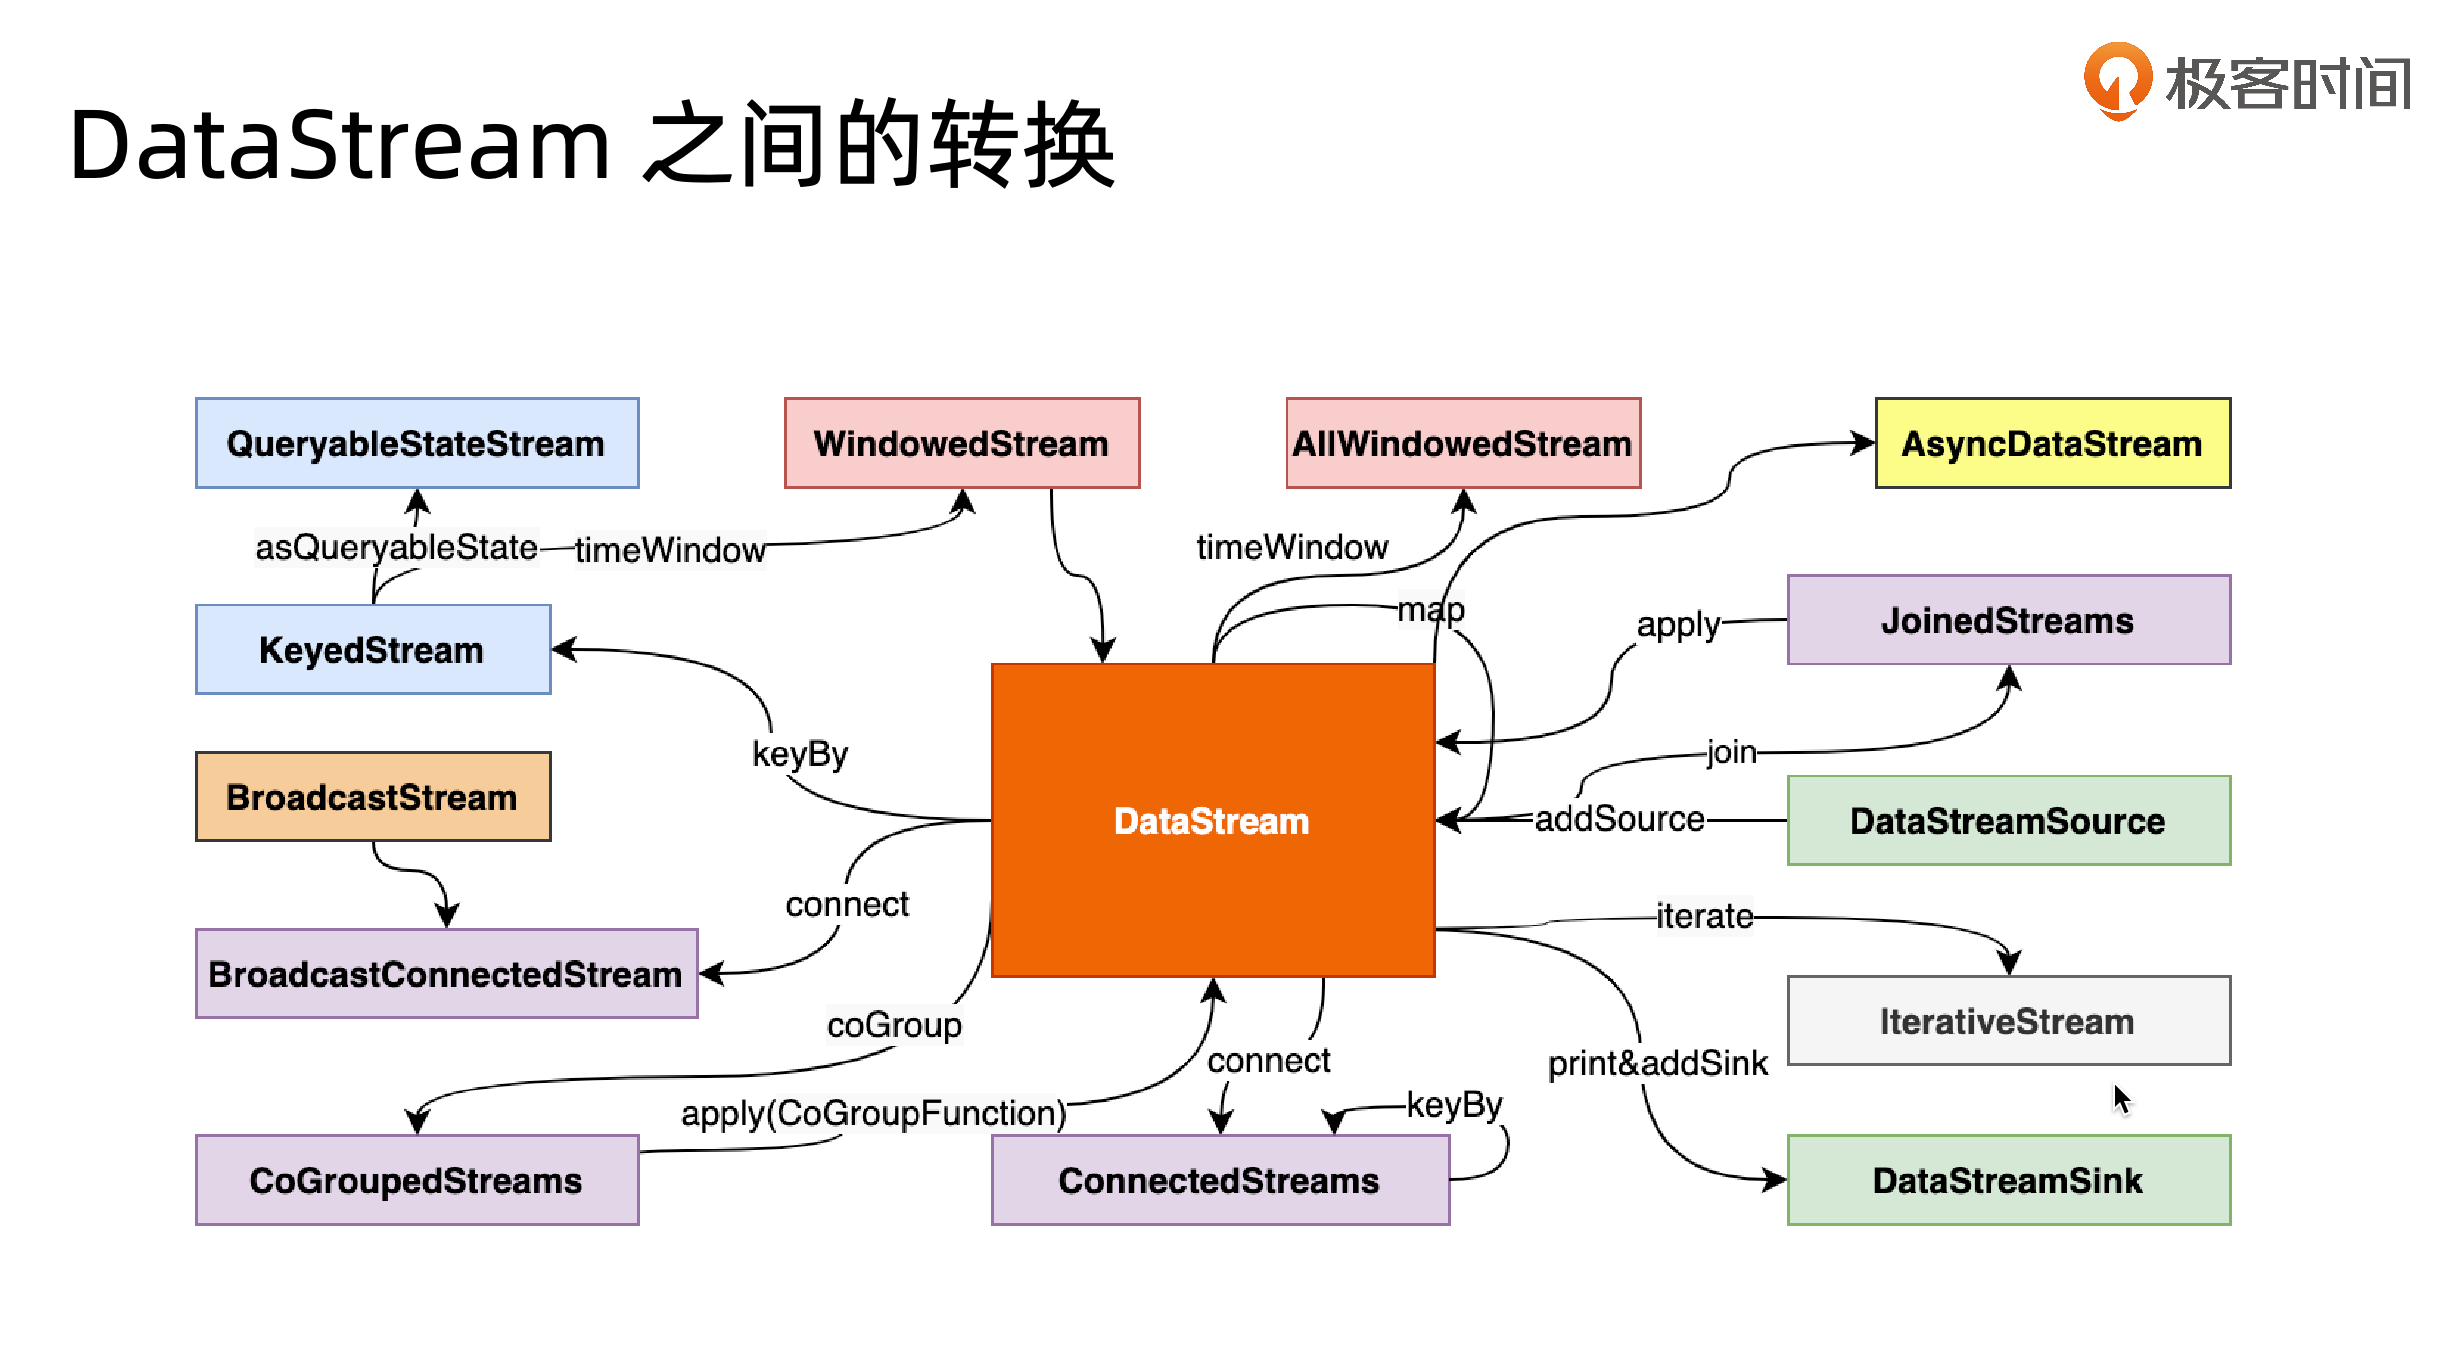 极客时间
DataStream 之间的转换
QueryableStateStream
WindowedStream
AllWindowedStream
AsyncDataStream
asQueryableState
timeWindow
timeWindow
map
apply
JoinedStreams
KeyedStream
keyBy
join
BroadcastStream
DataStream
addSource
DataStreamSource
connect
iterate
BroadcastConnectedStream
coGroup
IterativeStream
connect
print&addSink
apply(CoGroupFunction)
keyBy
CoGroupedStreams
ConnectedStreams
DataStreamSink